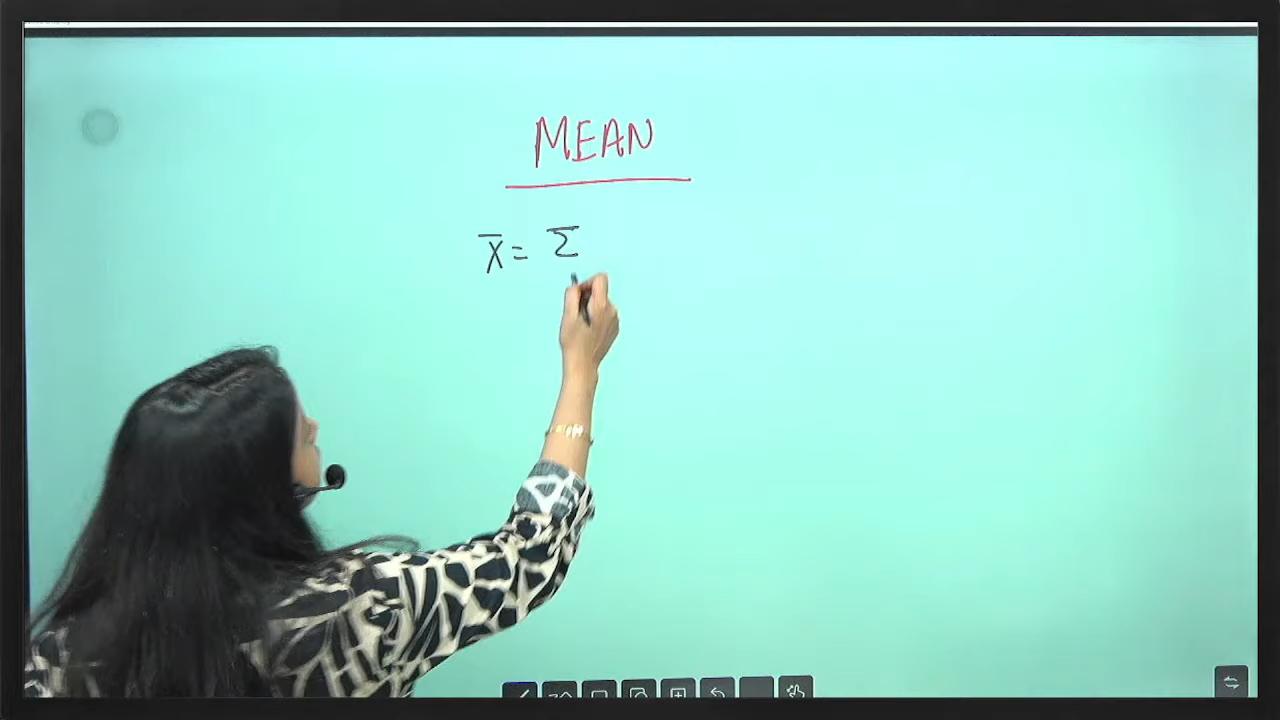 MEAN
X̄ = Σ